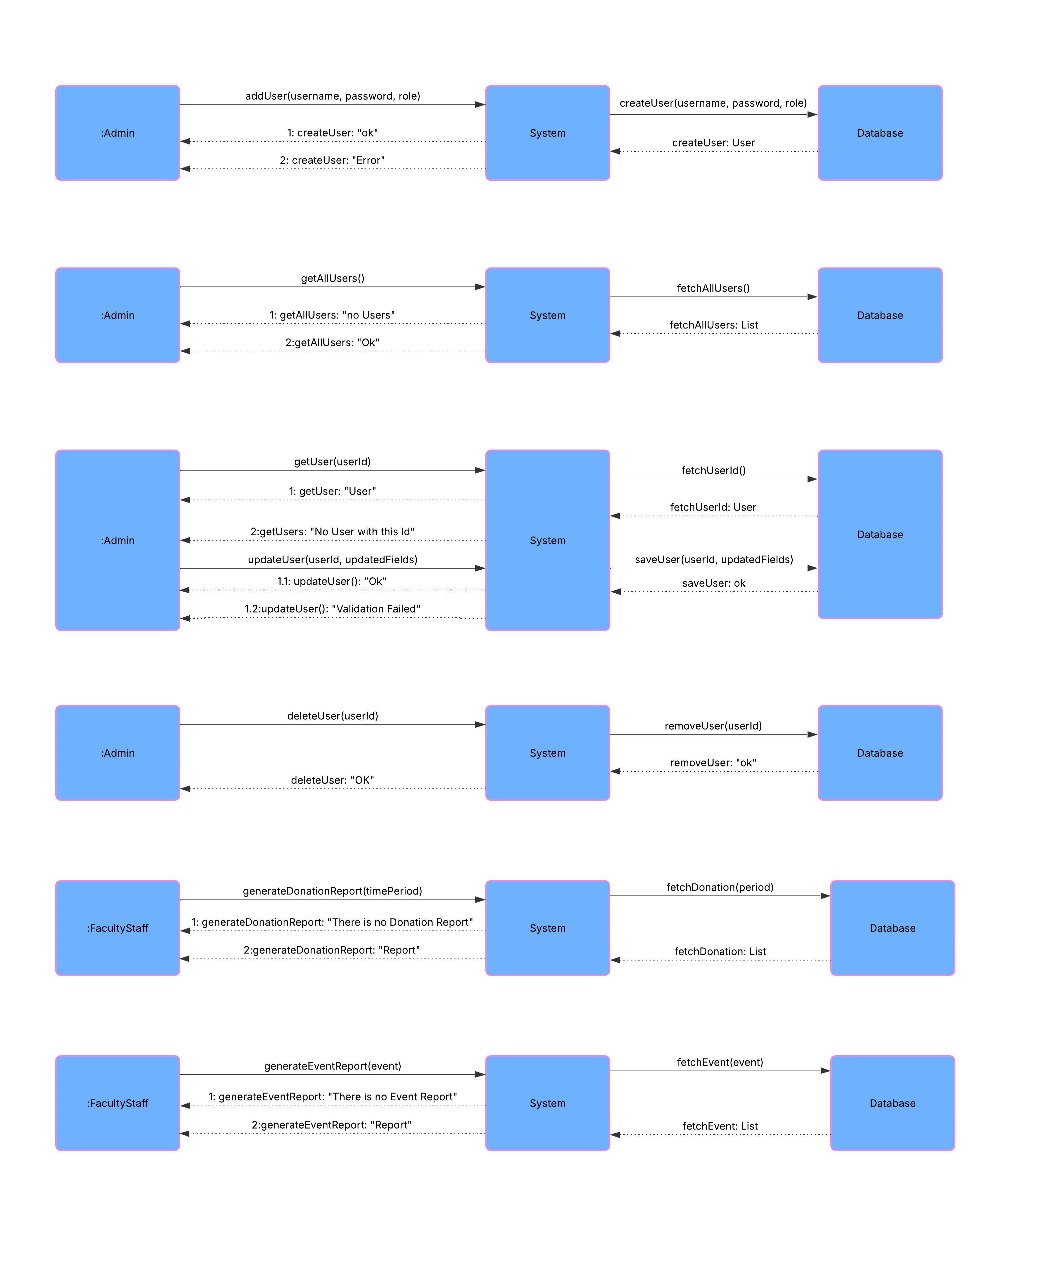 addUser(username, password, role)
createUser(username, password, role)
:Admin
1: createUser: "ok"
System
Database
createUser: User
2: createUser: "Error"
getAllUsers()
fetchAllUsers()
:Admin
1: getAllUsers: "no Users"
System
Database
fetchAllUsers: List
2:getAllUsers: "Ok"
getUser(userId)
fetchUserId()
1: getUser: "User"
fetchUserId: User
2:getUsers: "No User with this Id"
:Admin
System
Database
updateUser(userId, updatedFields)
saveUser(userId, updatedFields)
1.1: updateUser(): "Ok"
saveUser: ok
1.2:updateUser(): "Validation Failed"
deleteUser(userId)
removeUser(userId)
:Admin
System
Database
removeUser: "ok"
deleteUser: "OK"
generateDonationReport(timePeriod)
fetchDonation(period)
1: generateDonationReport: "There is no Donation Report"
:FacultyStaff
System
Database
2:generateDonationReport: "Report"
fetchDonation: List
generateEventReport(event)
fetchEvent(event)
1: generateEventReport: "There is no Event Report"
:FacultyStaff
System
Database
2:generateEventReport: "Report"
fetchEvent: List